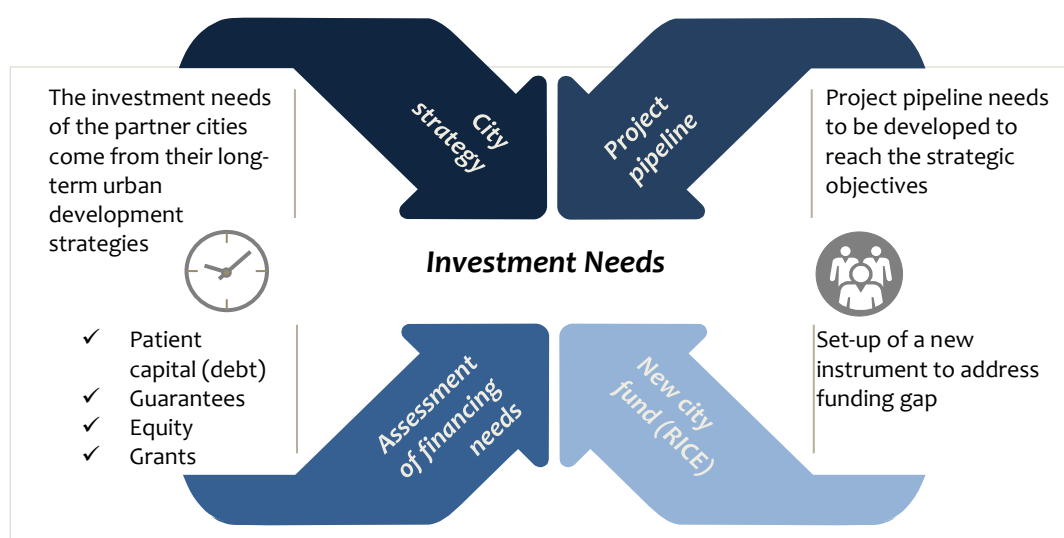 The investment needs
of the partner cities
come from their long-
term urban
development
strategies
City
strategy
Project
pipeline
Project pipeline needs
to be developed to
reach the strategic
objectives
Investment Needs
✓ Patient
capital (debt)
✓ Guarantees
✓ Equity
✓ Grants
Assessment
of financing
needs
New city
fund (RICE)
Set-up of a new
instrument to address
funding gap